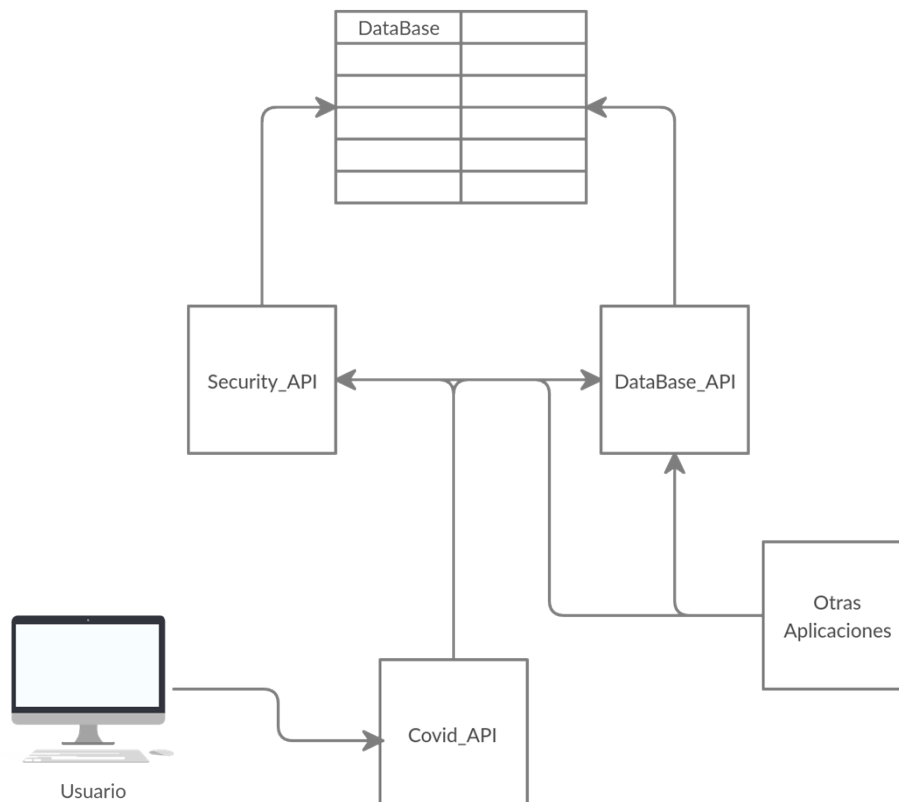 DataBase
Security_API
DataBase_API
Otras
Aplicaciones
Covid_API
Usuario